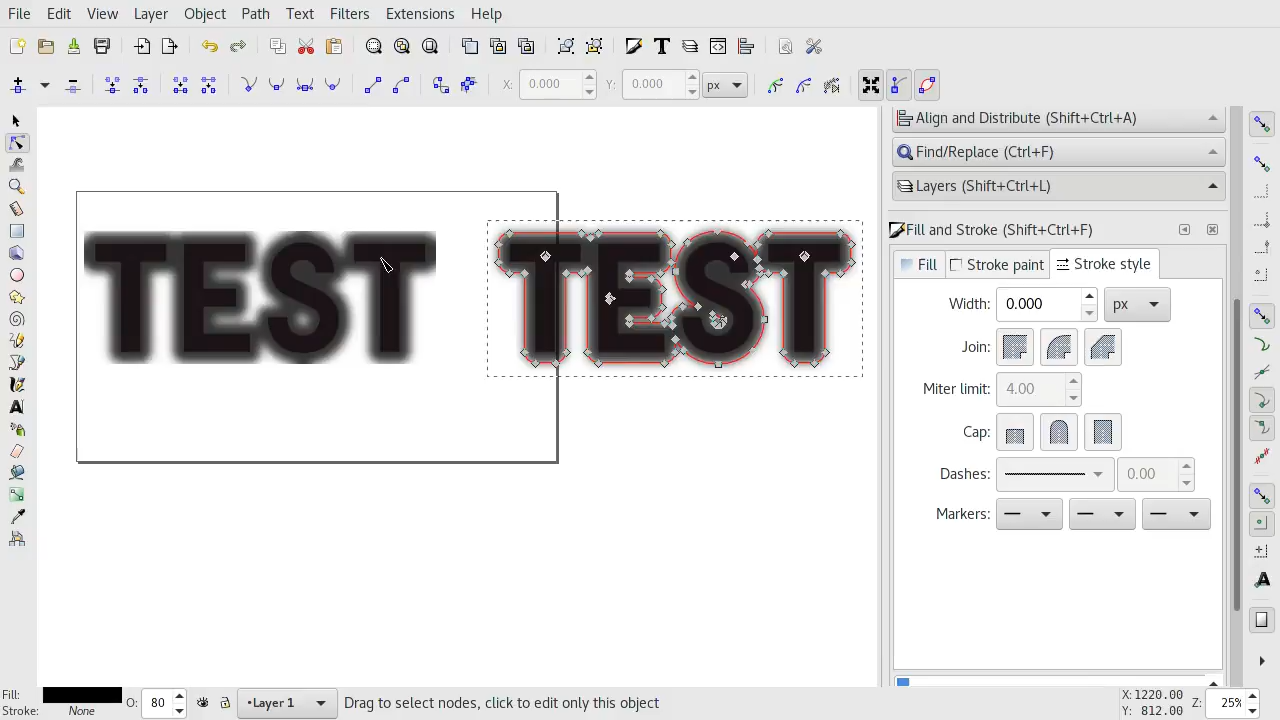 File Edit View Layer Object Path Text Filters Extensions Help
X: 0.000 Y: 0.000 px
Align and Distribute (Shift+Ctrl+A)
Find/Replace (Ctrl+F)
Layers (Shift+Ctrl+L)
Fill and Stroke (Shift+Ctrl+F)
Fill Stroke paint Stroke style
Width: 0.000 px
Join:
Miter limit: 4.00
Cap:
Dashes: 0.00
Markers:
TEST TEST
Fill:
Stroke: None
O: 80
•Layer 1
Drag to select nodes, click to edit only this object
X: 1220.00
Y: 812.00
Z: 25%